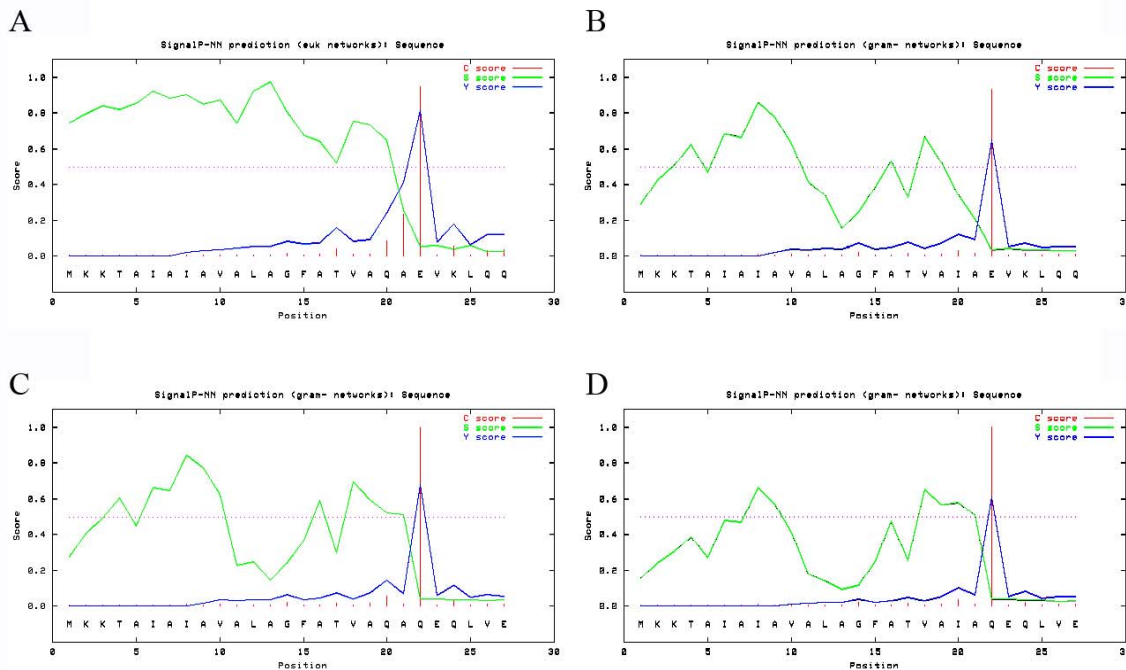 A
SignalP-NN prediction (euk networks): Sequence
C score
S score
Y score
1.0
0.8
0.6
0.4
0.2
0.0
Score
M K K T A I A I A V A L A G F A T V A Q A E V K L Q Q
0 5 10 15 20 25 30
Position
B
SignalP-NN prediction (gram- networks): Sequence
C score
S score
Y score
1.0
0.8
0.6
0.4
0.2
0.0
Score
M K K T A I A I A V A L A G F A T V A I A E V K L Q Q
0 5 10 15 20 25 3
Position
C
SignalP-NN prediction (gram- networks): Sequence
C score
S score
Y score
1.0
0.8
0.6
0.4
0.2
0.0
Score
M K K T A I A I A V A L A G F A T V A Q A Q E Q L V E
0 5 10 15 20 25 30
Position
D
SignalP-NN prediction (gram- networks): Sequence
C score
S score
Y score
1.0
0.8
0.6
0.4
0.2
0.0
Score
M K K T A I A I A V A L A G F A T V A I A Q E Q L V E
0 5 10 15 20 25 3
Position